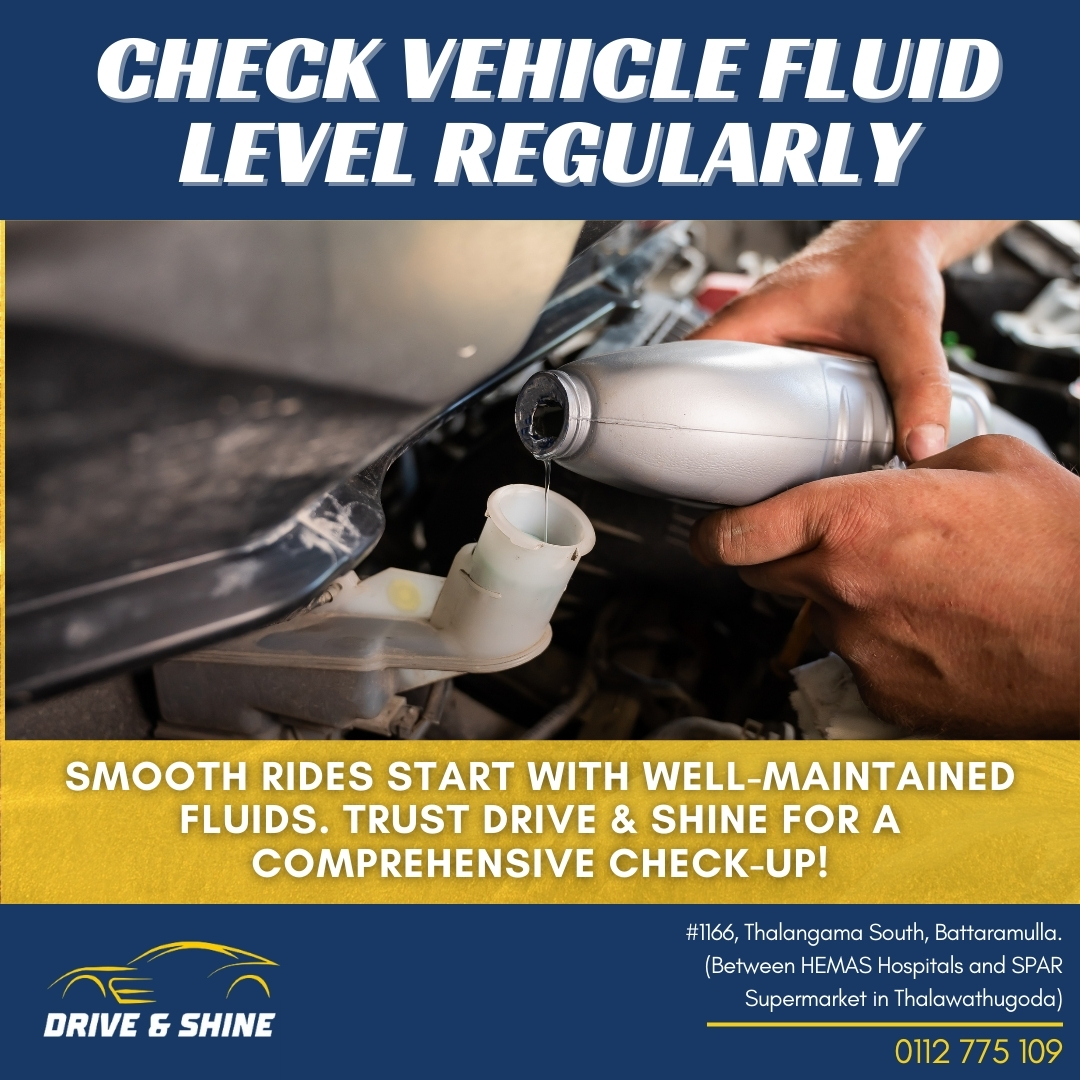 CHECK VEHICLE FLUID
LEVEL REGULARLY
SMOOTH RIDES START WITH WELL-MAINTAINED
FLUIDS. TRUST DRIVE & SHINE FOR A
COMPREHENSIVE CHECK-UP!
DRIVE & SHINE
#1166, Thalangama South, Battaramulla.
(Between HEMAS Hospitals and SPAR
Supermarket in Thalawathugoda)
0112 775 109